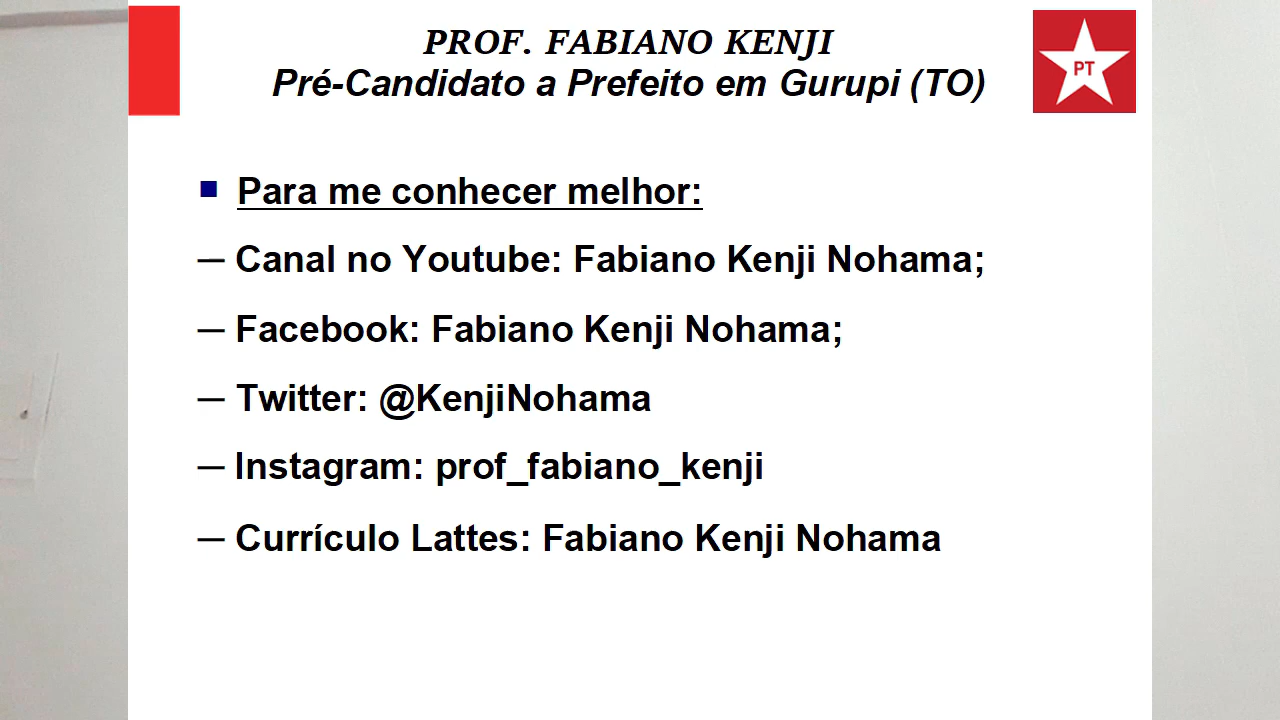 PROF. FABIANO KENJI
Pré-Candidato a Prefeito em Gurupi (TO)
PT
■ Para me conhecer melhor:
— Canal no Youtube: Fabiano Kenji Nohama;
— Facebook: Fabiano Kenji Nohama;
— Twitter: @KenjiNohama
— Instagram: prof_fabiano_kenji
— Currículo Lattes: Fabiano Kenji Nohama